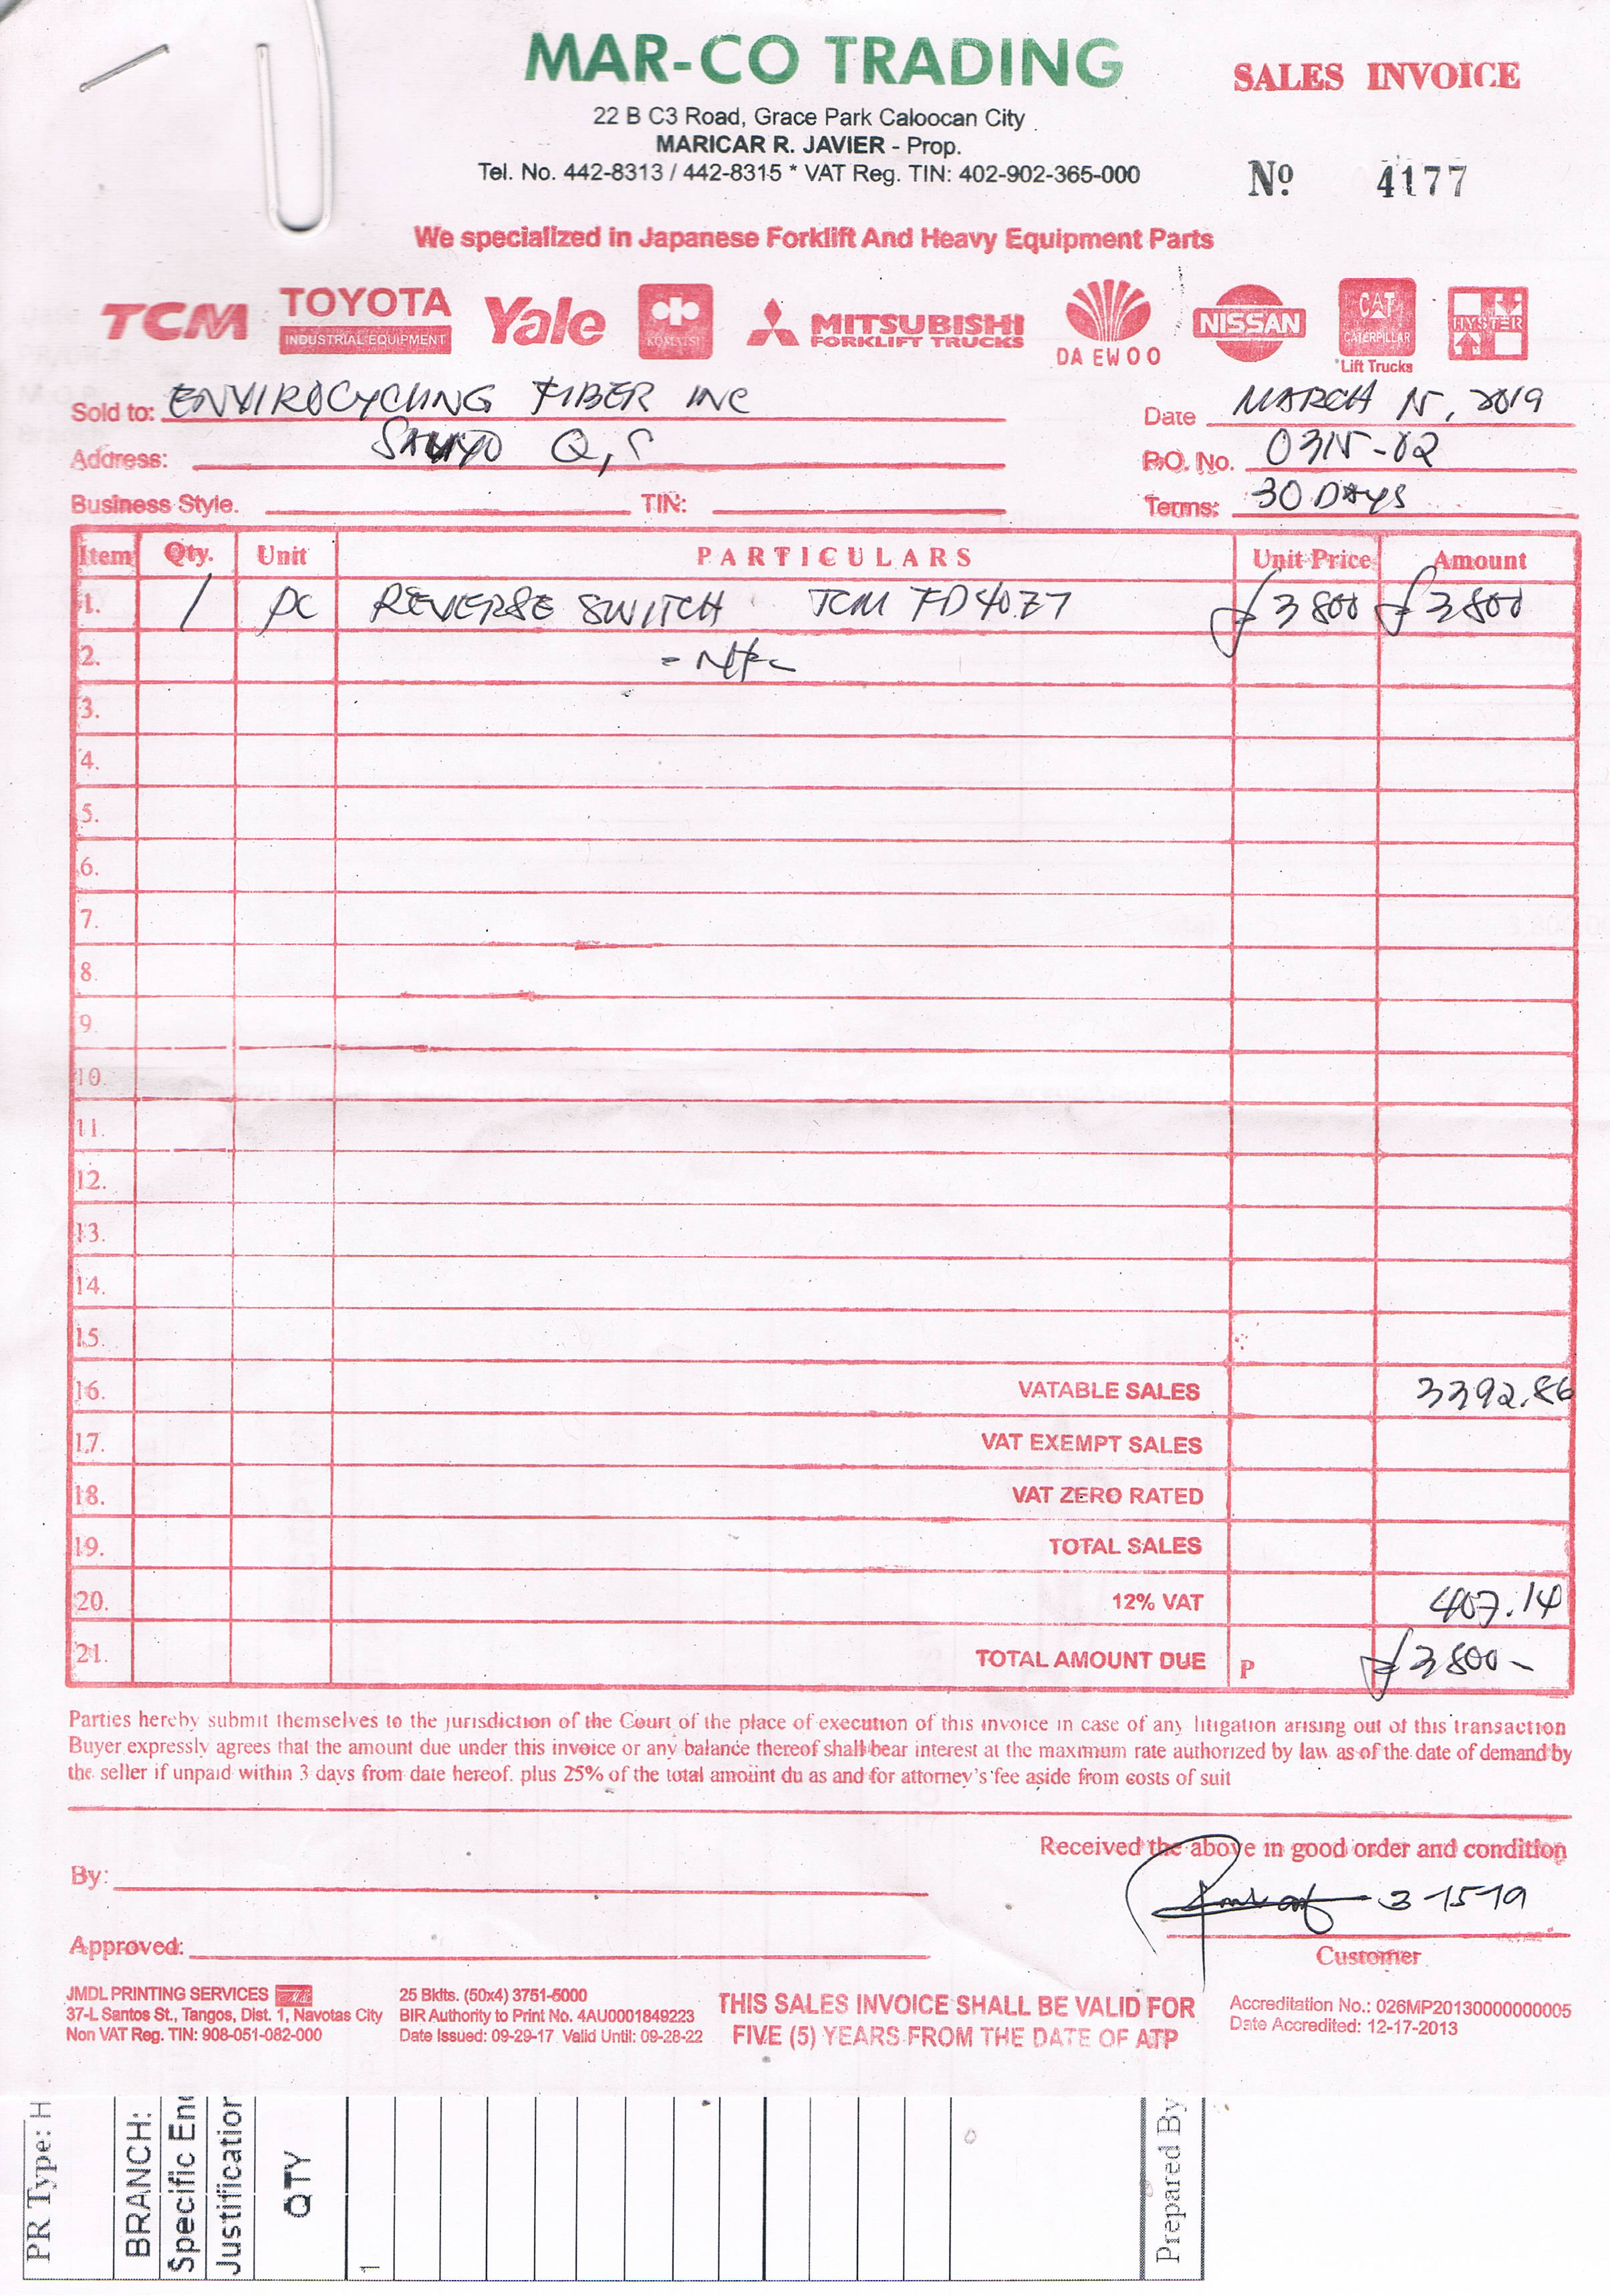 MAR-CO TRADING
SALES INVOICE
22 B C3 Road, Grace Park Caloocan City
MARICAR R. JAVIER - Prop.
Tel. No. 442-8313 / 442-8315 * VAT Reg. TIN: 402-902-365-000
Nº 4177
We specialized in Japanese Forklift And Heavy Equipment Parts
TCM
TOYOTA
INDUSTRIAL EQUIPMENT
Yale
KOMATSU
MITSUBISHI
FORKLIFT TRUCKS
DAEWOO
NISSAN
CAT
CATERPILLAR
Lift Trucks
HYSTER
Sold to: ENVIROCYCLING FIBER INC
Date MARCH 15, 2019
Address: Q.C
P.O. No. 0315-02
Business Style. TIN:
Terms: 30 DAYS
Item Qty. Unit PARTICULARS Unit Price Amount
1. 1 pc REVERSE SWITCH TCM FD40Z7 ₱3800 ₱3800
2.
3.
4.
5.
6.
7.
8.
9.
10.
11.
12.
13.
14.
15.
16. VATABLE SALES 3392.86
17. VAT EXEMPT SALES
18. VAT ZERO RATED
19. TOTAL SALES
20. 12% VAT 407.14
21. TOTAL AMOUNT DUE P ₱3800-
Parties hereby submit themselves to the jurisdiction of the Court of the place of execution of this invoice in case of any litigation arising out of this transaction
Buyer expressly agrees that the amount due under this invoice or any balance thereof shall bear interest at the maximum rate authorized by law as of the date of demand by
the seller if unpaid within 3 days from date hereof. plus 25% of the total amount du as and for attorney's fee aside from costs of suit
Received the above in good order and condition
By:
3-15-19
Approved:
Customer
JMDL PRINTING SERVICES
37-L Santos St., Tangos, Dist. 1, Navotas City
Non VAT Reg. TIN: 908-051-082-000
25 Bklts. (50x4) 3751-5000
BIR Authority to Print No. 4AU0001849223
Date Issued: 09-29-17 Valid Until: 09-28-22
THIS SALES INVOICE SHALL BE VALID FOR
FIVE (5) YEARS FROM THE DATE OF ATP
Accreditation No.: 026MP20130000000005
Date Accredited: 12-17-2013
PR Type: H
BRANCH:
Specific En
Justification
QTY
1
Prepared By